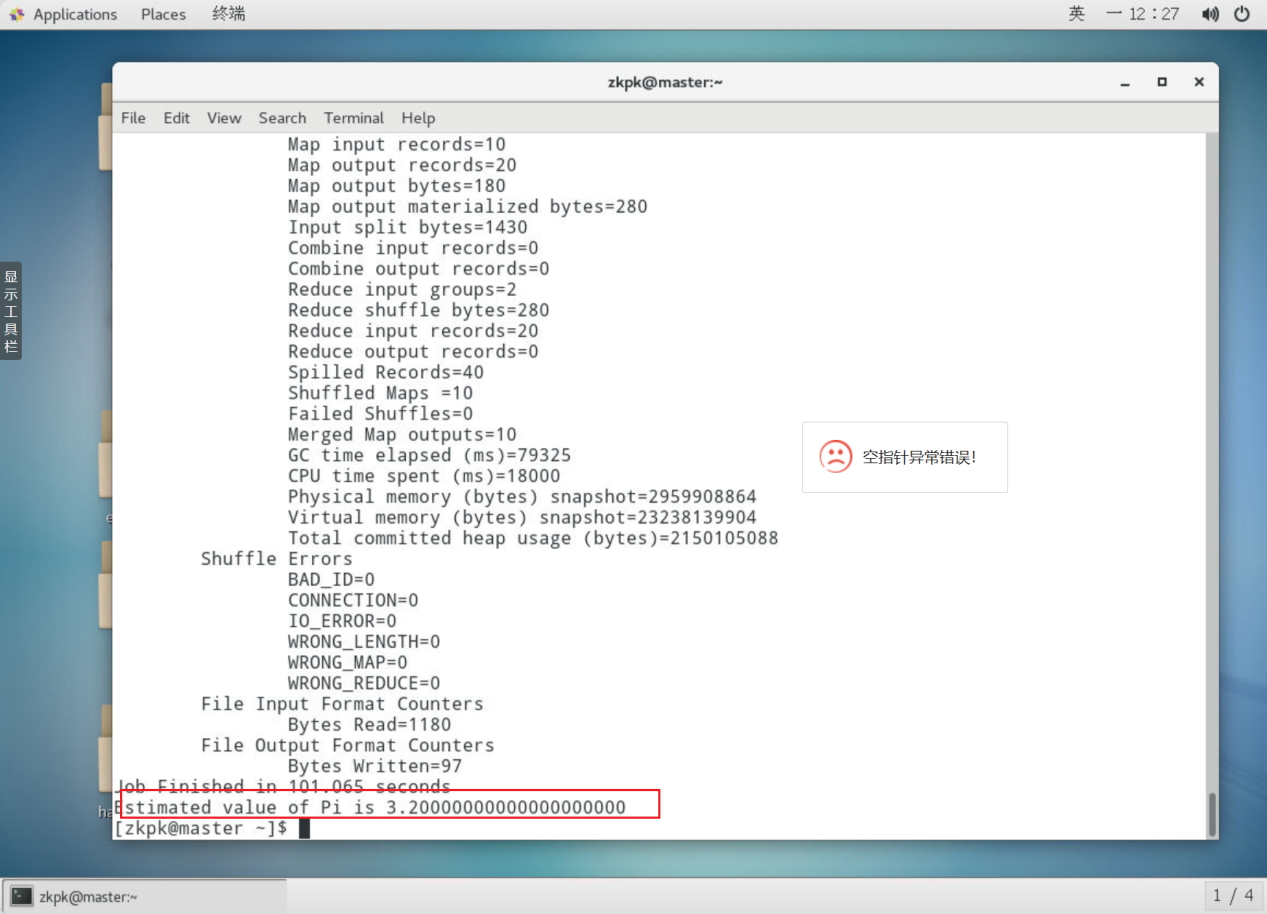 Applications Places 终端 英 一 12：27
zkpk@master:~
File Edit View Search Terminal Help
Map input records=10
Map output records=20
Map output bytes=180
Map output materialized bytes=280
Input split bytes=1430
Combine input records=0
Combine output records=0
Reduce input groups=2
Reduce shuffle bytes=280
Reduce input records=20
Reduce output records=0
Spilled Records=40
Shuffled Maps =10
Failed Shuffles=0
Merged Map outputs=10
GC time elapsed (ms)=79325
CPU time spent (ms)=18000
Physical memory (bytes) snapshot=2959908864
Virtual memory (bytes) snapshot=23238139904
Total committed heap usage (bytes)=2150105088
Shuffle Errors
BAD_ID=0
CONNECTION=0
IO_ERROR=0
WRONG_LENGTH=0
WRONG_MAP=0
WRONG_REDUCE=0
File Input Format Counters
Bytes Read=1180
File Output Format Counters
Bytes Written=97
Job Finished in 101.065 seconds
Estimated value of Pi is 3.20000000000000000000
[zkpk@master ~]$
空指针异常错误!
显示工具栏
e
ha
zkpk@master:~
1 / 4